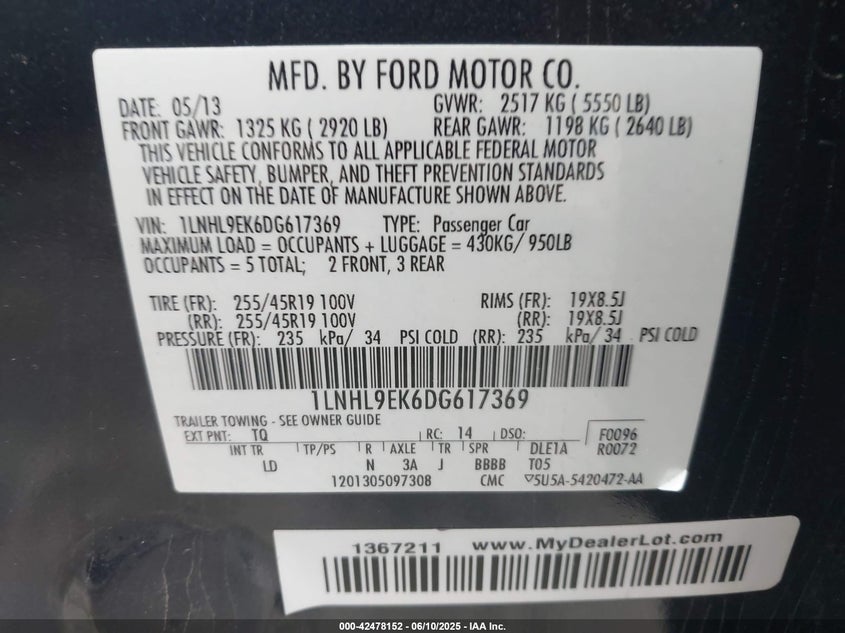 MFD. BY FORD MOTOR CO.
DATE: 05/13 GVWR: 2517 KG ( 5550 LB)
FRONT GAWR: 1325 KG ( 2920 LB) REAR GAWR: 1198 KG ( 2640 LB)
THIS VEHICLE CONFORMS TO ALL APPLICABLE FEDERAL MOTOR
VEHICLE SAFETY, BUMPER, AND THEFT PREVENTION STANDARDS
IN EFFECT ON THE DATE OF MANUFACTURE SHOWN ABOVE.
VIN: 1LNHL9EK6DG617369 TYPE: Passenger Car
MAXIMUM LOAD = OCCUPANTS + LUGGAGE = 430KG/ 950LB
OCCUPANTS = 5 TOTAL; 2 FRONT, 3 REAR
TIRE (FR): 255/45R19 100V RIMS (FR): 19X8.5J
(RR): 255/45R19 100V (RR): 19X8.5J
PRESSURE (FR): 235 kPa/ 34 PSI COLD (RR): 235 kPa/ 34 PSI COLD
1LNHL9EK6DG617369
TRAILER TOWING - SEE OWNER GUIDE
EXT PNT: TQ RC: 14 DSO: F0096
INT TR TP/PS R AXLE TR SPR DLE1A R0072
LD N 3A J BBBB T05
1201305097308 CMC ▽5U5A-5420472-AA
1367211 www.MyDealerLot.com
000-42478152 - 06/10/2025 - IAA Inc.